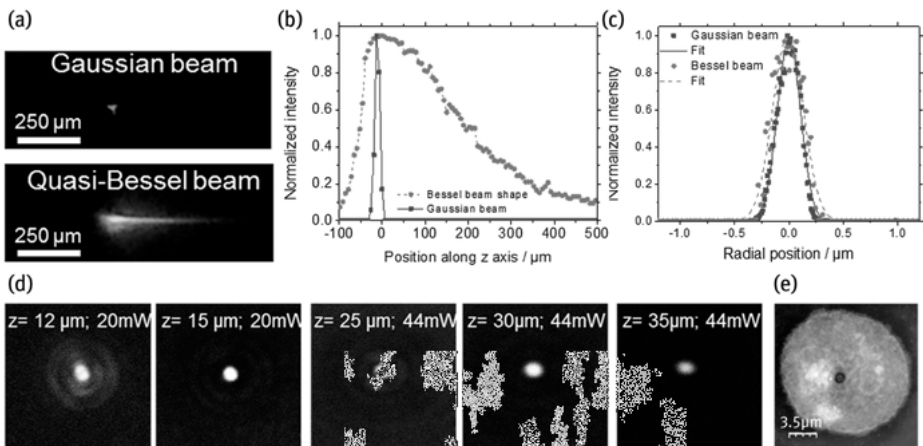 (a)
Gaussian beam
250 µm
Quasi-Bessel beam
250 µm
(b)
Normalized intensity
1.0
0.8
0.6
0.4
0.2
0.0
-100 0 100 200 300 400 500
Position along z axis / µm
Bessel beam shape
Gaussian beam
(c)
Normalized intensity
1.0
0.8
0.6
0.4
0.2
0.0
-1.0 -0.5 0.0 0.5 1.0
Radial position / µm
Gaussian beam
Fit
Bessel beam
Fit
(d)
z= 12 µm; 20mW
z= 15 µm; 20mW
z= 25 µm; 44mW
z= 30µm; 44mW
z= 35µm; 44mW
(e)
3.5µm